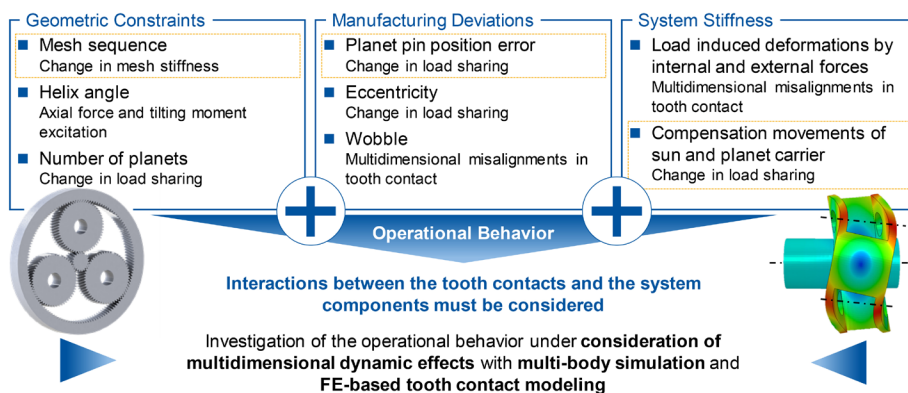 Geometric Constraints
Mesh sequence
Change in mesh stiffness
Helix angle
Axial force and tilting moment
excitation
Number of planets
Change in load sharing
Manufacturing Deviations
Planet pin position error
Change in load sharing
Eccentricity
Change in load sharing
Wobble
Multidimensional misalignments in
tooth contact
System Stiffness
Load induced deformations by
internal and external forces
Multidimensional misalignments in
tooth contact
Compensation movements of
sun and planet carrier
Change in load sharing
Operational Behavior
Interactions between the tooth contacts and the system
components must be considered
Investigation of the operational behavior under consideration of
multidimensional dynamic effects with multi-body simulation and
FE-based tooth contact modeling